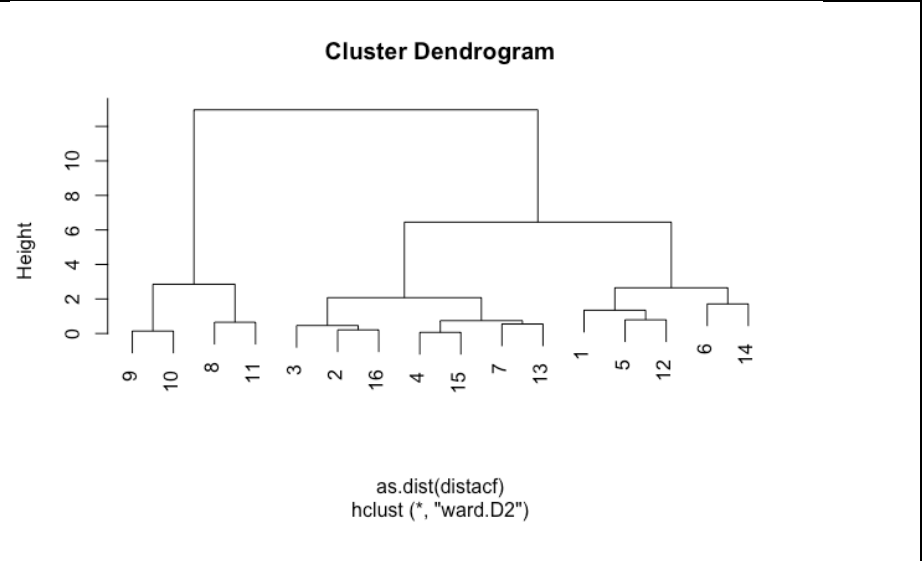 Cluster Dendrogram
Height
10
8
6
4
2
0
9 10 8 11 3 2 16 4 15 7 13 1 5 12 6 14
as.dist(distacf)
hclust (*, "ward.D2")